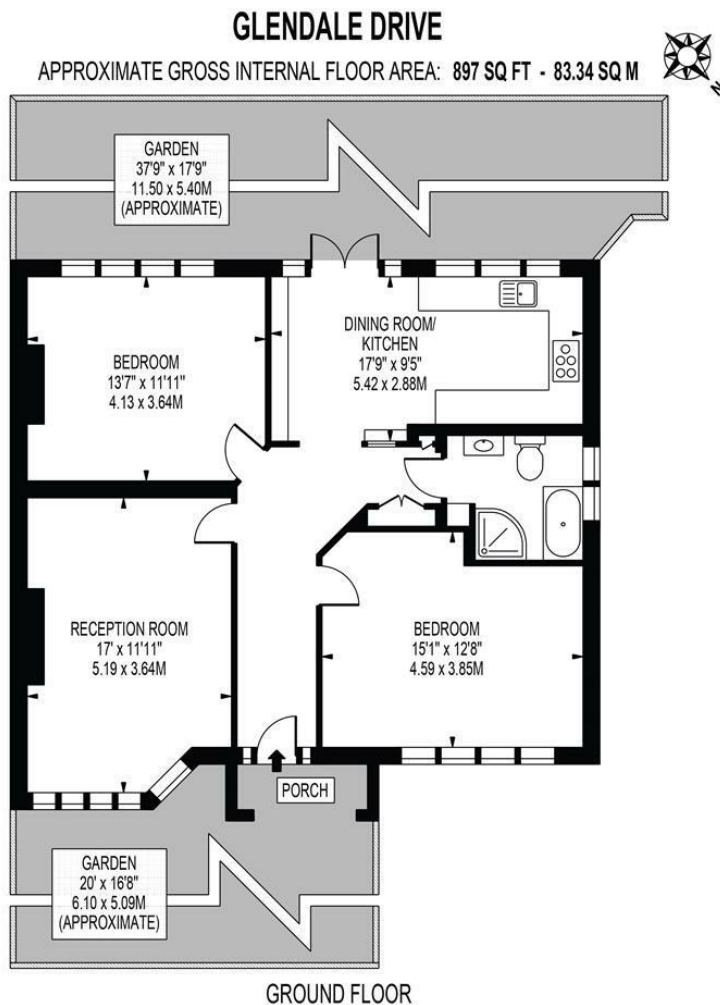 GLENDALE DRIVE
APPROXIMATE GROSS INTERNAL FLOOR AREA: 897 SQ FT - 83.34 SQ M
N
GARDEN
37'9" x 17'9"
11.50 x 5.40M
(APPROXIMATE)
DINING ROOM/
KITCHEN
17'9" x 9'5"
5.42 x 2.88M
BEDROOM
13'7" x 11'11"
4.13 x 3.64M
RECEPTION ROOM
17' x 11'11"
5.19 x 3.64M
BEDROOM
15'1" x 12'8"
4.59 x 3.85M
PORCH
GARDEN
20' x 16'8"
6.10 x 5.09M
(APPROXIMATE)
GROUND FLOOR